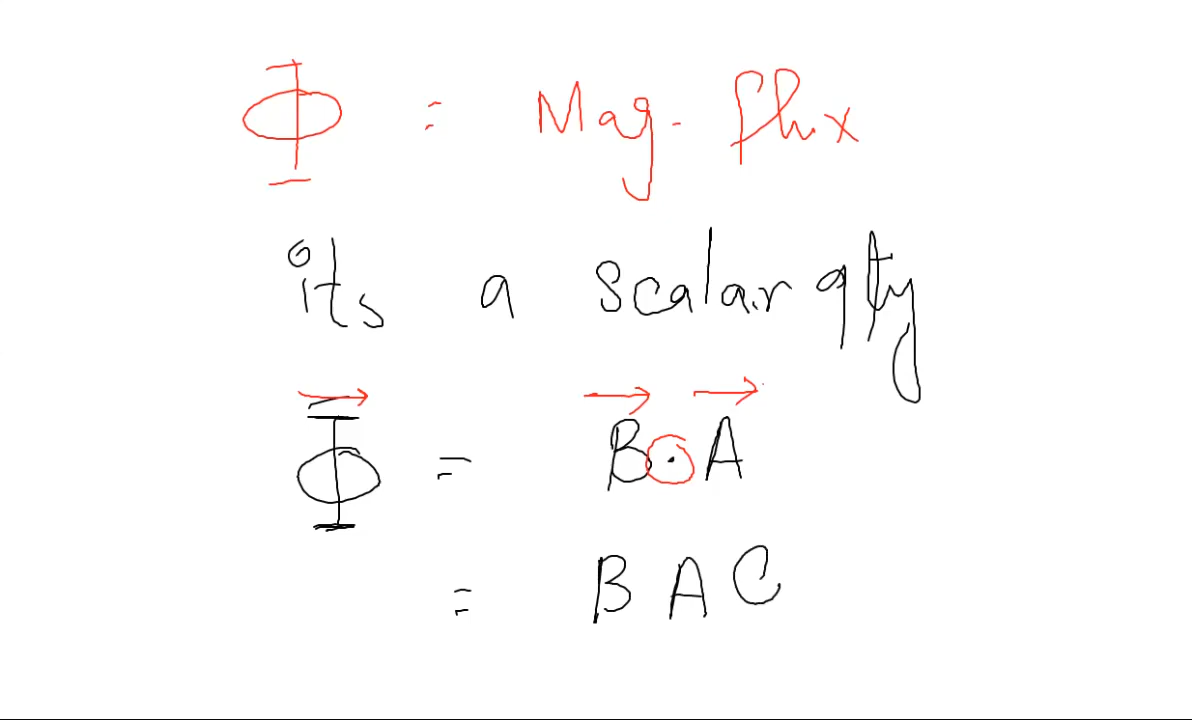 Φ = Mag. flux
its a scalar qty
Φ⃗ = B⃗ · A⃗
= B A C